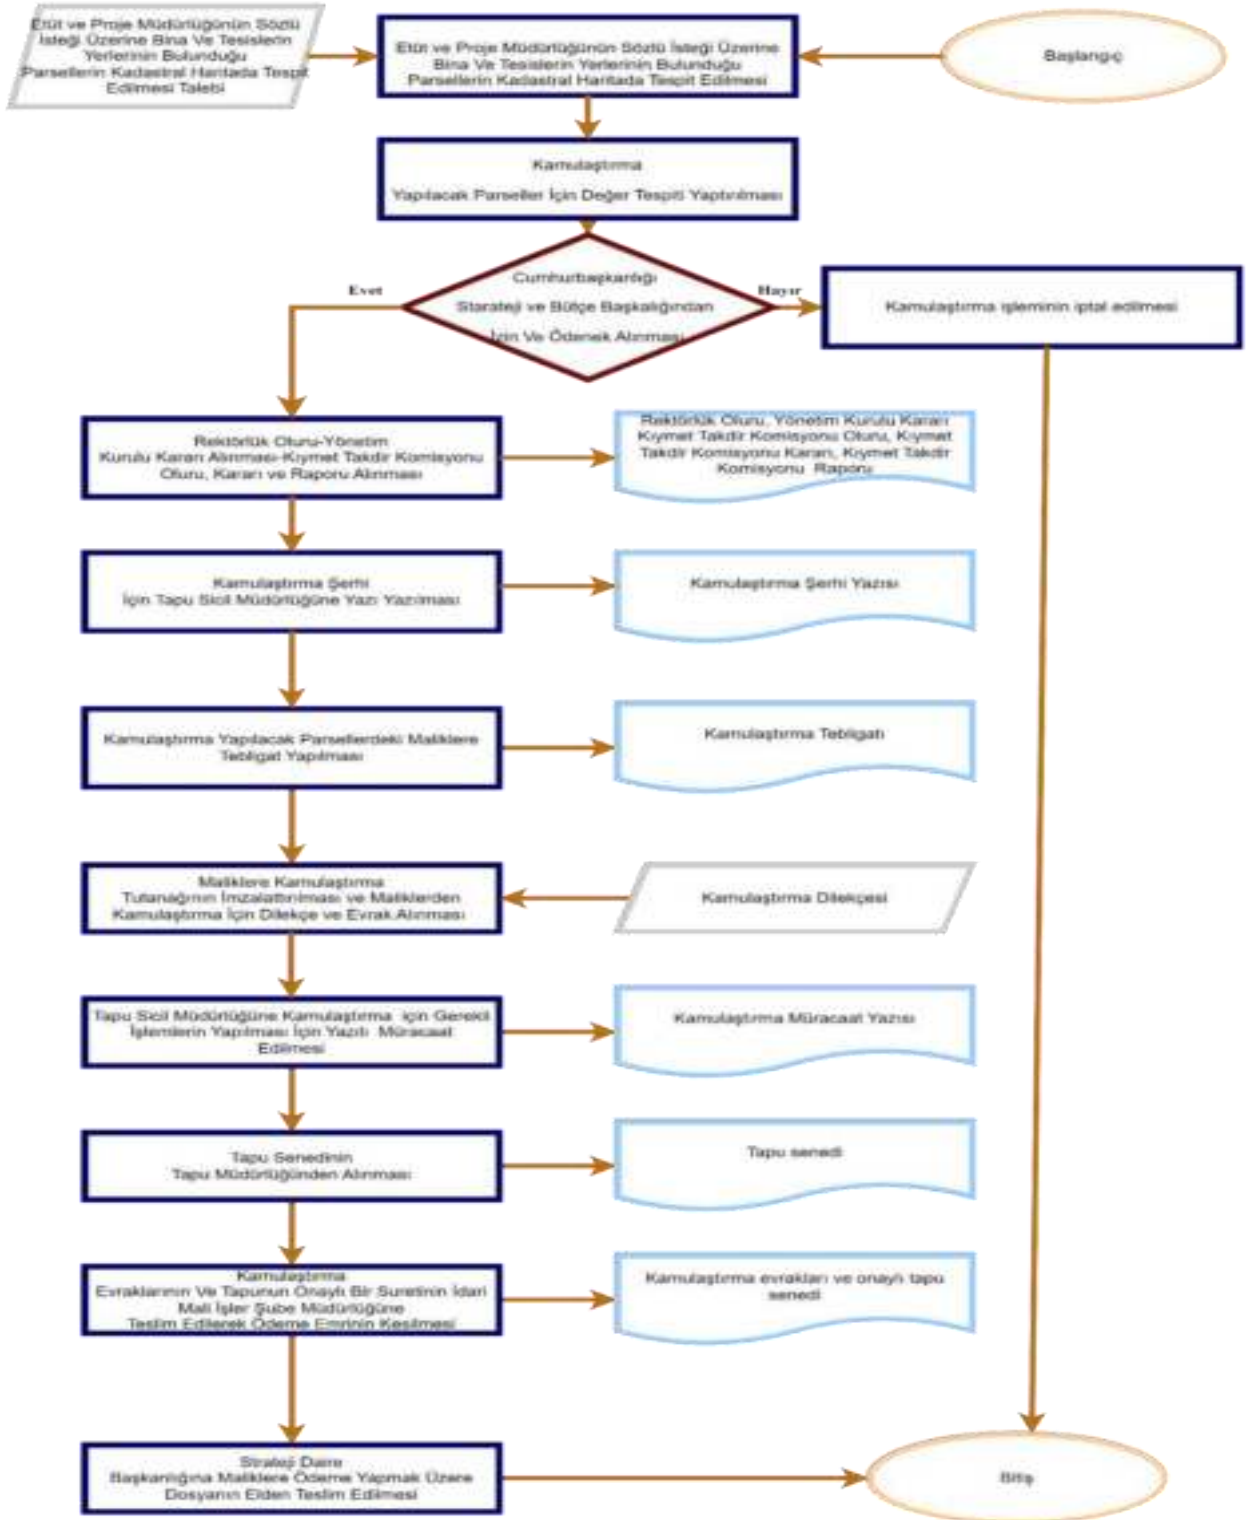 Etüt ve Proje Müdürlüğünün Sözlü
İsteği Üzerine Bina Ve Tesislerin
Yerlerinin Bulunduğu
Parsellerin Kadastral Haritada Tespit
Edilmesi Talebi
Etüt ve Proje Müdürlüğünün Sözlü İsteği Üzerine
Bina Ve Tesislerin Yerlerinin Bulunduğu
Parsellerin Kadastral Haritada Tespit Edilmesi
Başlangıç
Kamulaştırma
Yapılacak Parseller İçin Değer Tespiti Yaptırılması
Cumhurbaşkanlığı
Starateji ve Bütçe Başkalığından
İzin Ve Ödenek Alınması
Evet
Hayır
Kamulaştırma işleminin iptal edilmesi
Rektörlük Oluru-Yönetim
Kurulu Kararı Alınması-Kıymet Takdir Komisyonu
Oluru, Kararı ve Raporu Alınması
Rektörlük Oluru, Yönetim Kurulu Kararı
Kıymet Takdir Komisyonu Oluru, Kıymet
Takdir Komisyonu Kararı, Kıymet Takdir
Komisyonu Raporu
Kamulaştırma Şerhi
İçin Tapu Sicil Müdürlüğüne Yazı Yazılması
Kamulaştırma Şerhi Yazısı
Kamulaştırma Yapılacak Parsellerdeki Maliklere
Tebligat Yapılması
Kamulaştırma Tebligatı
Maliklere Kamulaştırma
Tutanağının İmzalattırılması ve Maliklerden
Kamulaştırma İçin Dilekçe ve Evrak Alınması
Kamulaştırma Dilekçesi
Tapu Sicil Müdürlüğüne Kamulaştırma için Gerekli
İşlemlerin Yapılması İçin Yazılı Müracaat
Edilmesi
Kamulaştırma Müracaat Yazısı
Tapu Senedinin
Tapu Müdürlüğünden Alınması
Tapu senedi
Kamulaştırma
Evraklarının Ve Tapunun Onaylı Bir Suretinin İdari
Mali İşler Şube Müdürlüğüne
Teslim Edilerek Ödeme Emrinin Kesilmesi
Kamulaştırma evrakları ve onaylı tapu
senedi
Strateji Daire
Başkanlığına Maliklere Ödeme Yapmak Üzere
Dosyanın Elden Teslim Edilmesi
Bitiş